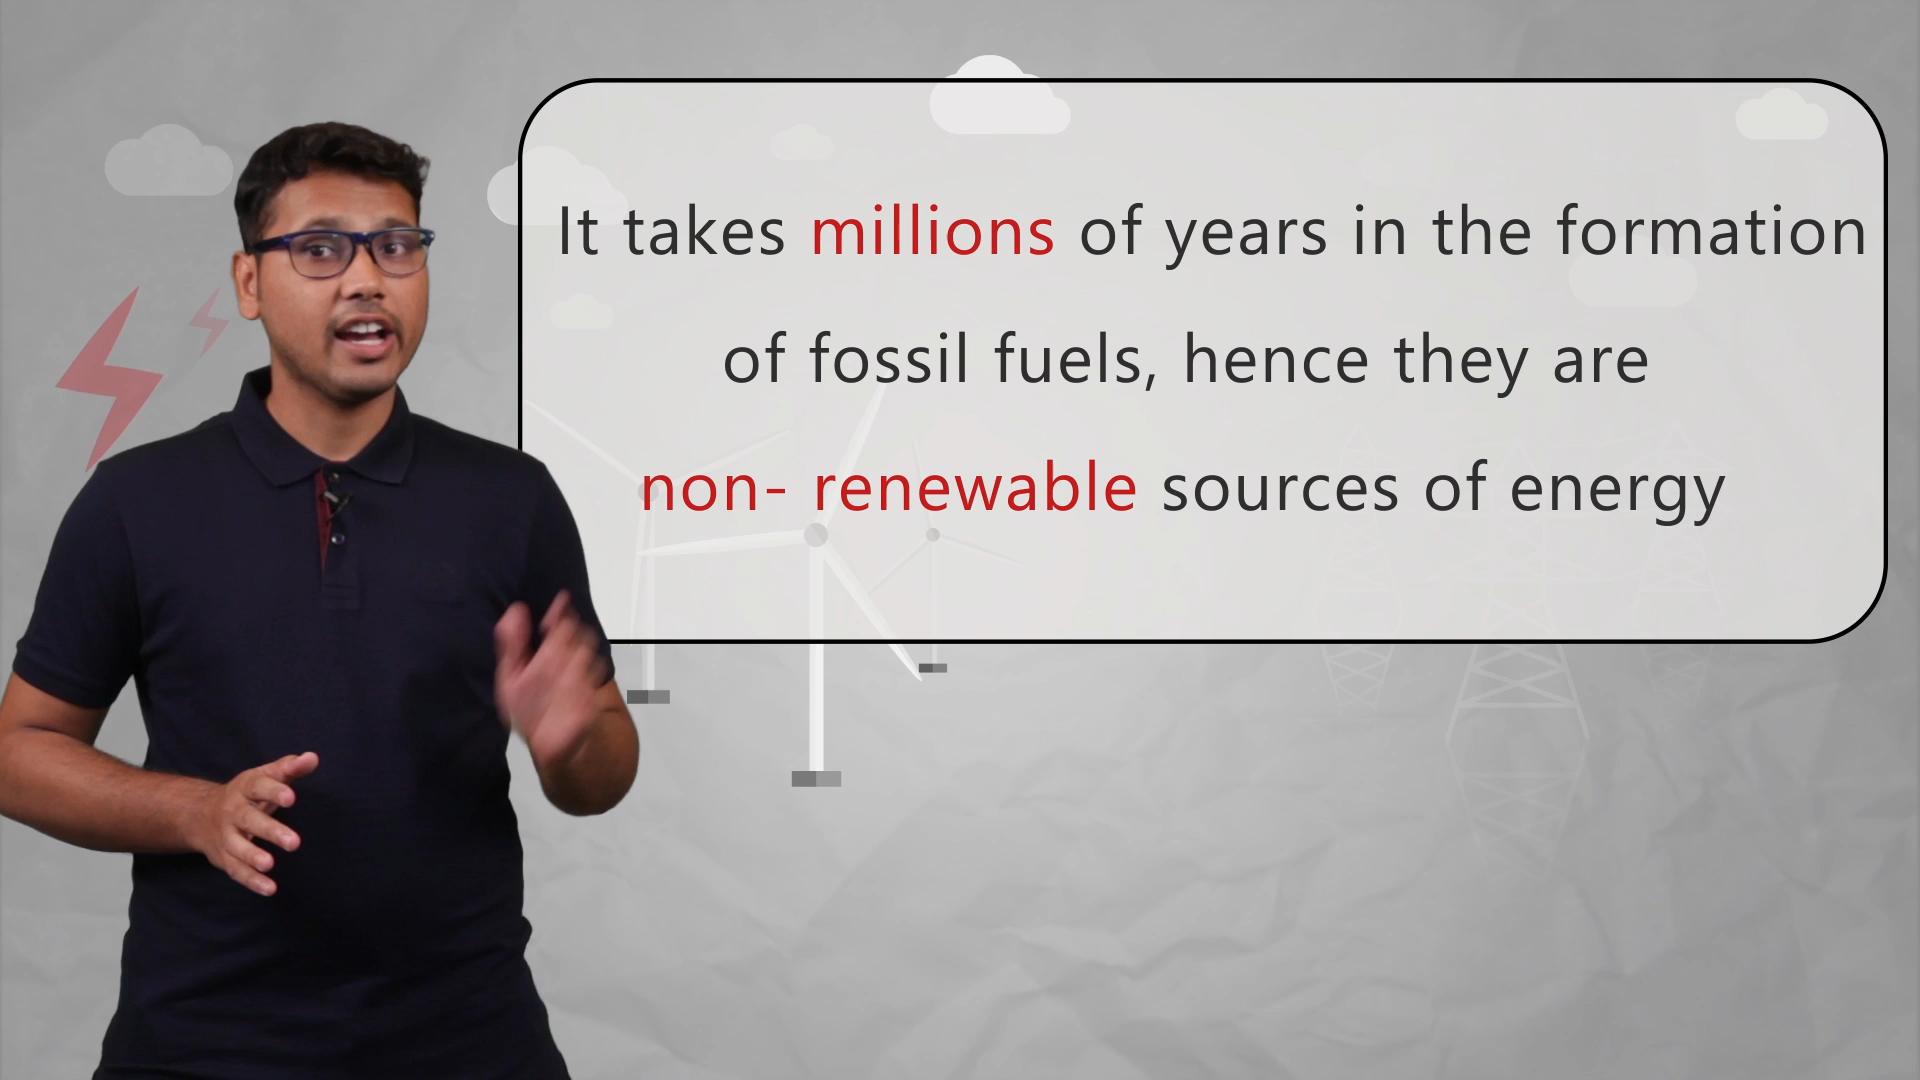 It takes millions of years in the formation
of fossil fuels, hence they are
non- renewable sources of energy